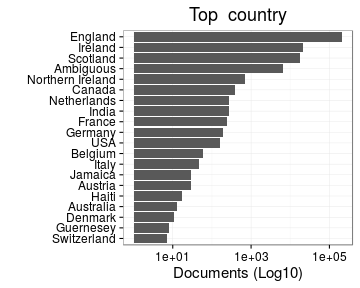 Top country
England
Ireland
Scotland
Ambiguous
Northern Ireland
Canada
Netherlands
India
France
Germany
USA
Belgium
Italy
Jamaica
Austria
Haiti
Australia
Denmark
Guernesey
Switzerland
1e+01 1e+03 1e+05
Documents (Log10)